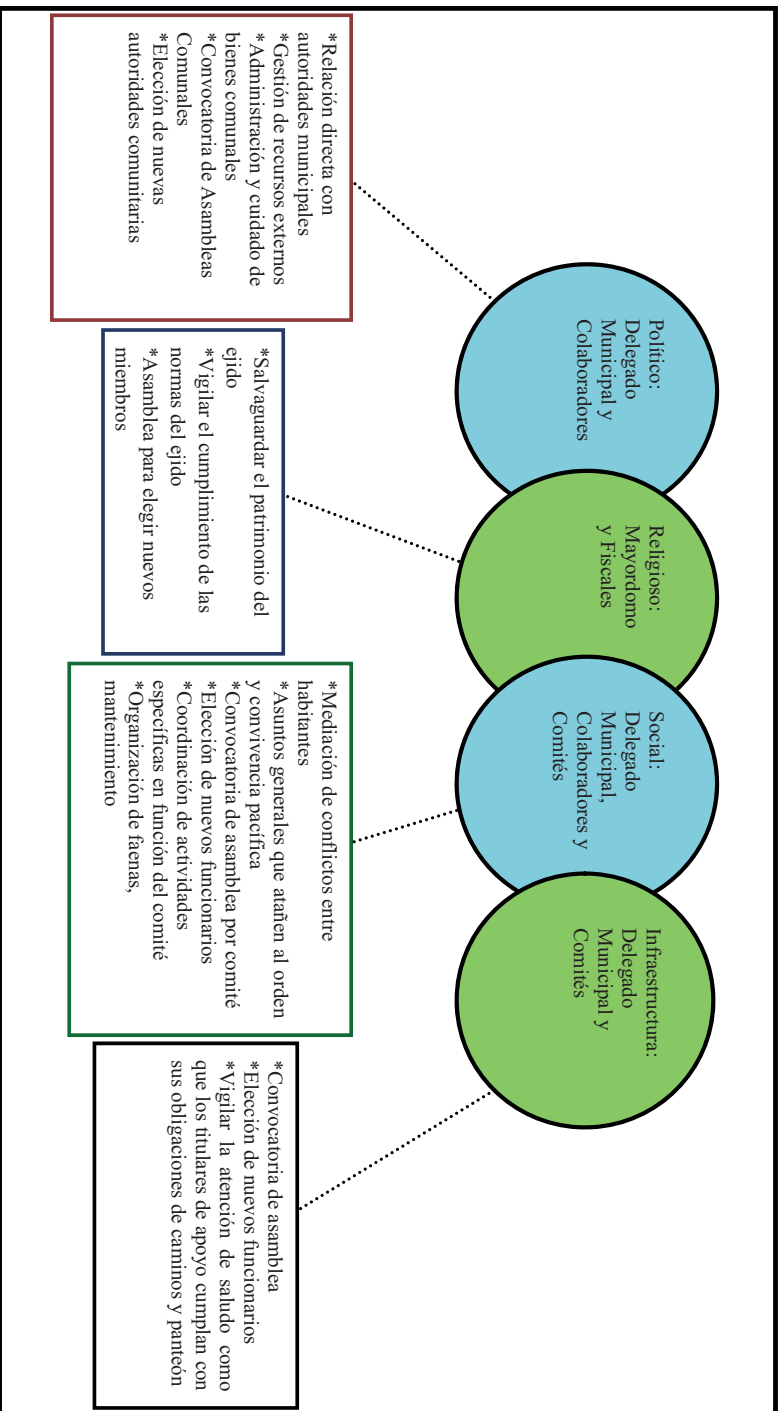 Político:
Delegado
Municipal y
Colaboradores
Religioso:
Mayordomo
y Fiscales
Social:
Delegado
Municipal,
Colaboradores y
Comités
Infraestructura:
Delegado
Municipal y
Comités
*Relación directa con
autoridades municipales
*Gestión de recursos externos
*Administración y cuidado de
bienes comunales
*Convocatoria de Asambleas
Comunales
*Elección de nuevas
autoridades comunitarias
*Salvaguardar el patrimonio del
ejido
*Vigilar el cumplimiento de las
normas del ejido
*Asamblea para elegir nuevos
miembros
*Mediación de conflictos entre
habitantes
*Asuntos generales que atañen al orden
y convivencia pacífica
*Convocatoria de asamblea por comité
*Elección de nuevos funcionarios
*Coordinación de actividades
específicas en función del comité
*Organización de faenas,
mantenimiento
*Convocatoria de asamblea
*Elección de nuevos funcionarios
*Vigilar la atención de saludo como
que los titulares de apoyo cumplan con
sus obligaciones de caminos y panteón